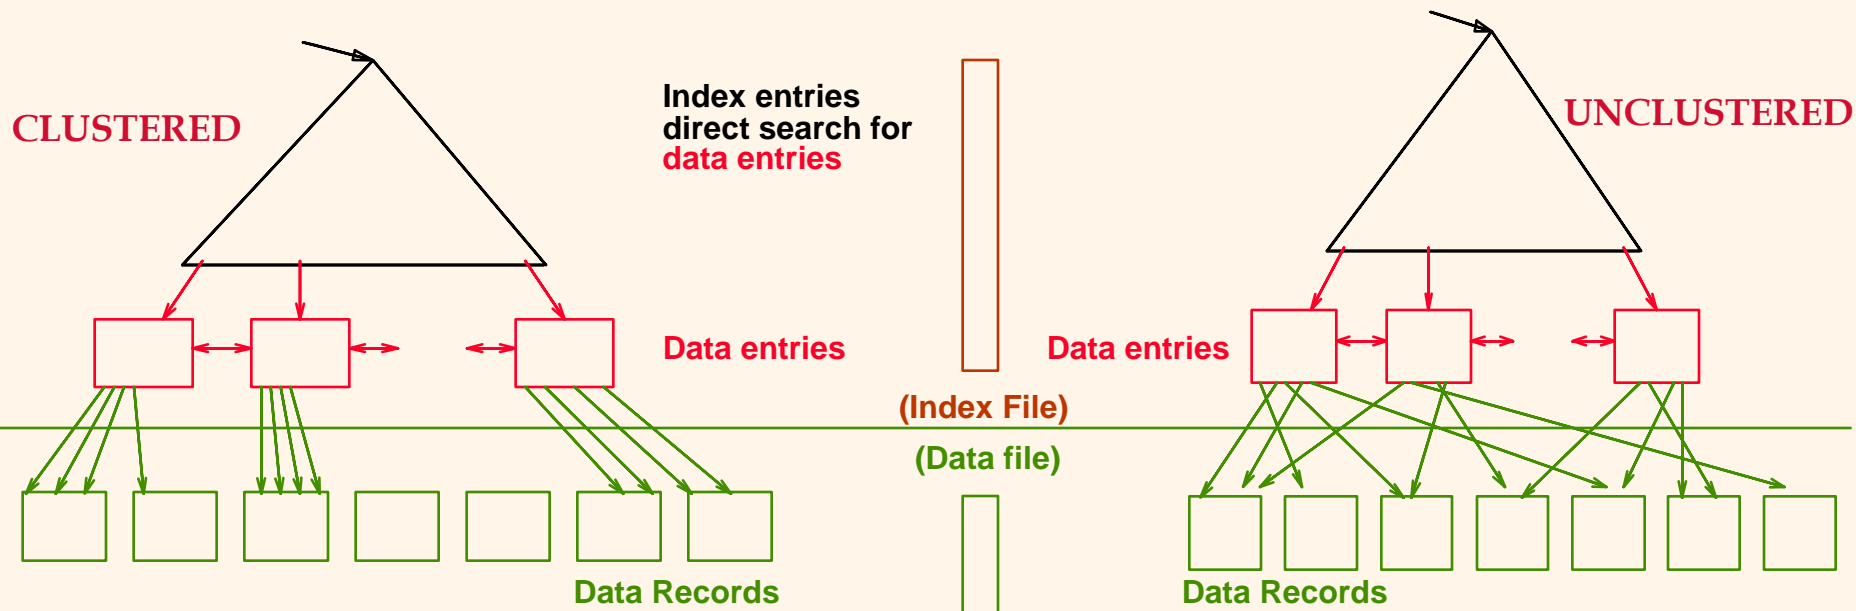 CLUSTERED
Index entries
direct search for
data entries
UNCLUSTERED
Data entries
Data entries
(Index File)
(Data file)
Data Records
Data Records